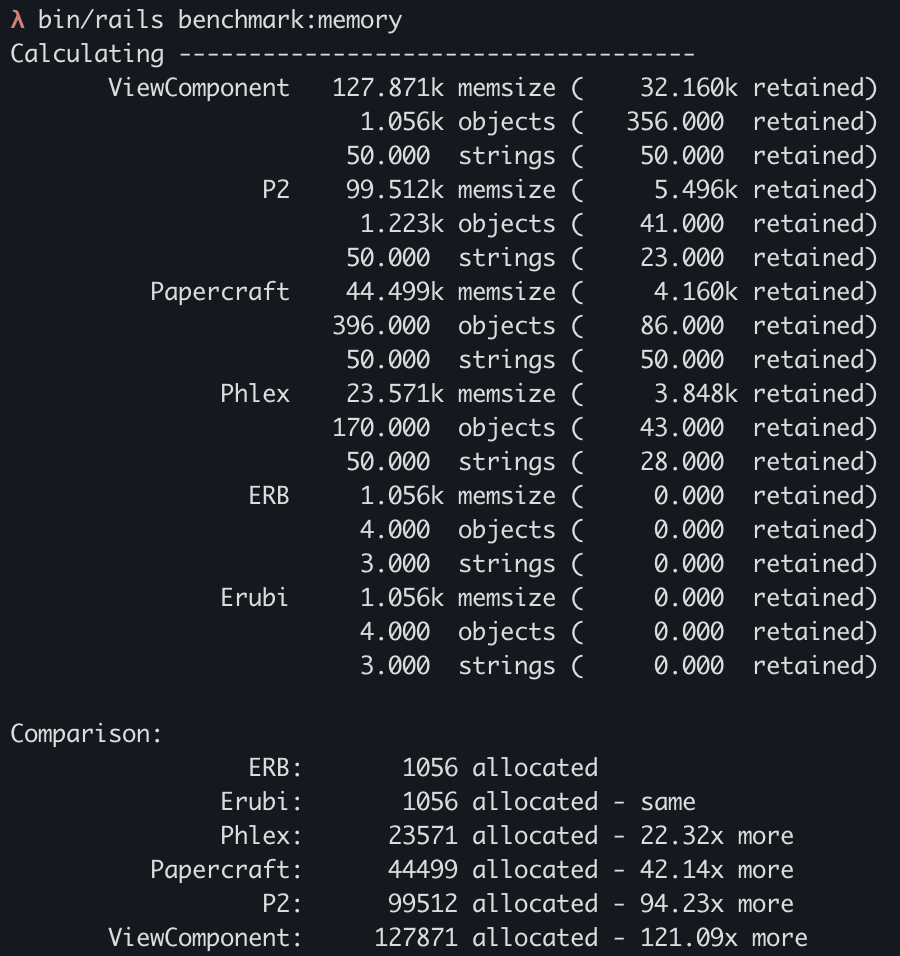 λ bin/rails benchmark:memory
Calculating -------------------------------------
       ViewComponent   127.871k memsize (    32.160k retained)
                         1.056k objects (   356.000  retained)
                        50.000  strings (    50.000  retained)
                  P2    99.512k memsize (     5.496k retained)
                         1.223k objects (    41.000  retained)
                        50.000  strings (    23.000  retained)
          Papercraft    44.499k memsize (     4.160k retained)
                       396.000  objects (    86.000  retained)
                        50.000  strings (    50.000  retained)
               Phlex    23.571k memsize (     3.848k retained)
                       170.000  objects (    43.000  retained)
                        50.000  strings (    28.000  retained)
                 ERB     1.056k memsize (     0.000  retained)
                         4.000  objects (     0.000  retained)
                         3.000  strings (     0.000  retained)
               Erubi     1.056k memsize (     0.000  retained)
                         4.000  objects (     0.000  retained)
                         3.000  strings (     0.000  retained)

Comparison:
                 ERB:       1056 allocated
               Erubi:       1056 allocated - same
               Phlex:      23571 allocated - 22.32x more
          Papercraft:      44499 allocated - 42.14x more
                  P2:      99512 allocated - 94.23x more
       ViewComponent:     127871 allocated - 121.09x more